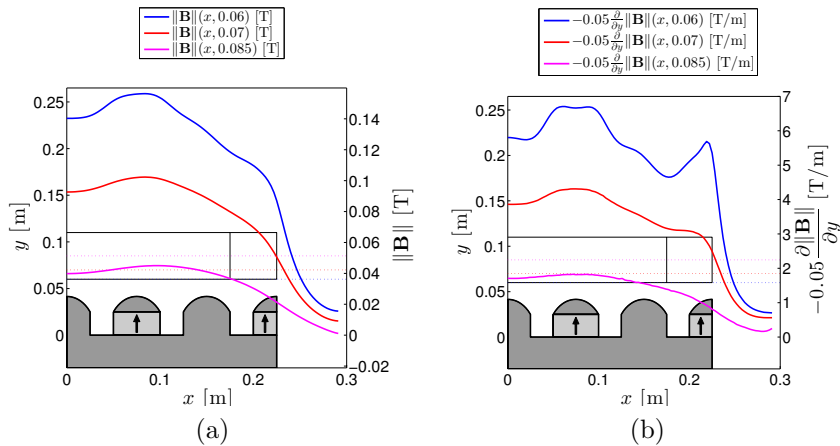 ‖B‖(x, 0.06) [T]
‖B‖(x, 0.07) [T]
‖B‖(x, 0.085) [T]
0.25
0.2
0.15
0.1
0.05
0
y [m]
0.14
0.12
0.1
0.08
0.06
0.04
0.02
0
−0.02
‖B‖ [T]
0
0.1
0.2
0.3
x [m]
(a)
−0.05 ∂/∂y ‖B‖(x, 0.06) [T/m]
−0.05 ∂/∂y ‖B‖(x, 0.07) [T/m]
−0.05 ∂/∂y ‖B‖(x, 0.085) [T/m]
0.25
0.2
0.15
0.1
0.05
0
y [m]
7
6
5
4
3
2
1
0
−1
−0.05 ∂‖B‖/∂y [T/m]
0
0.1
0.2
0.3
x [m]
(b)